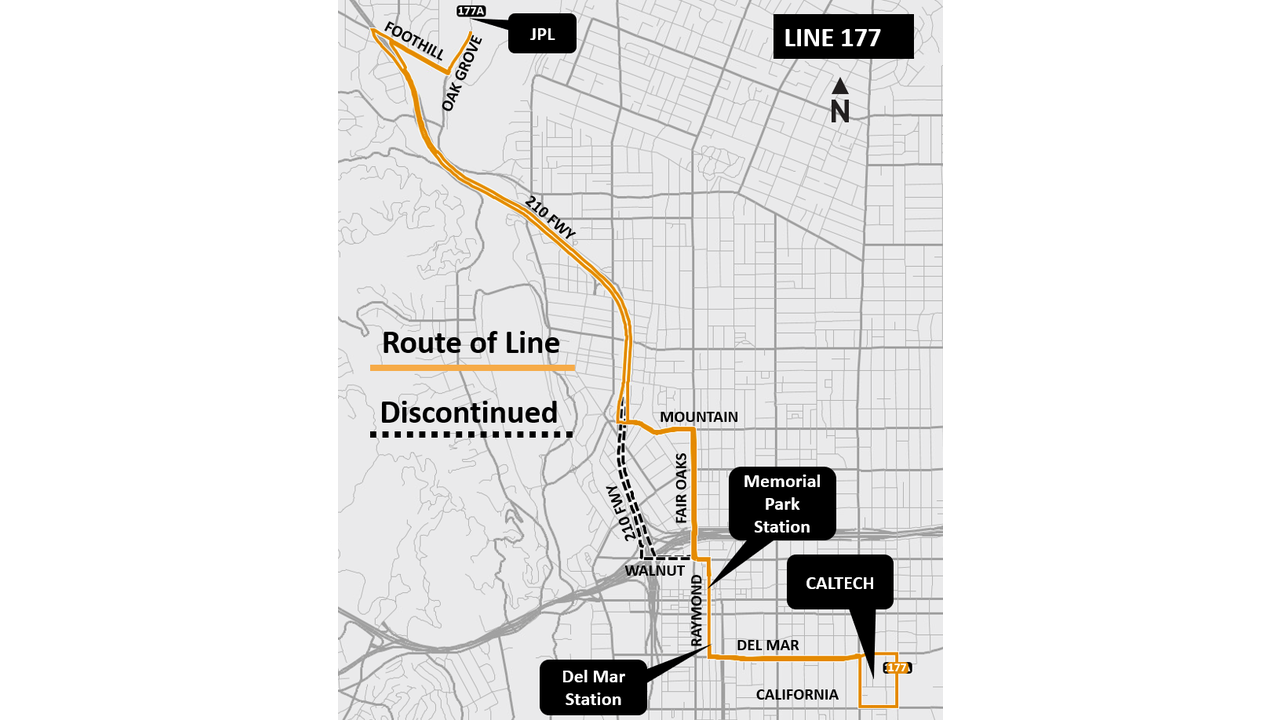 177A
FOOTHILL
OAK GROVE
JPL
LINE 177
N
210 FWY
Route of Line
Discontinued
MOUNTAIN
FAIR OAKS
Memorial
Park
Station
210 FWY
WALNUT
RAYMOND
CALTECH
DEL MAR
177
Del Mar
Station
CALIFORNIA